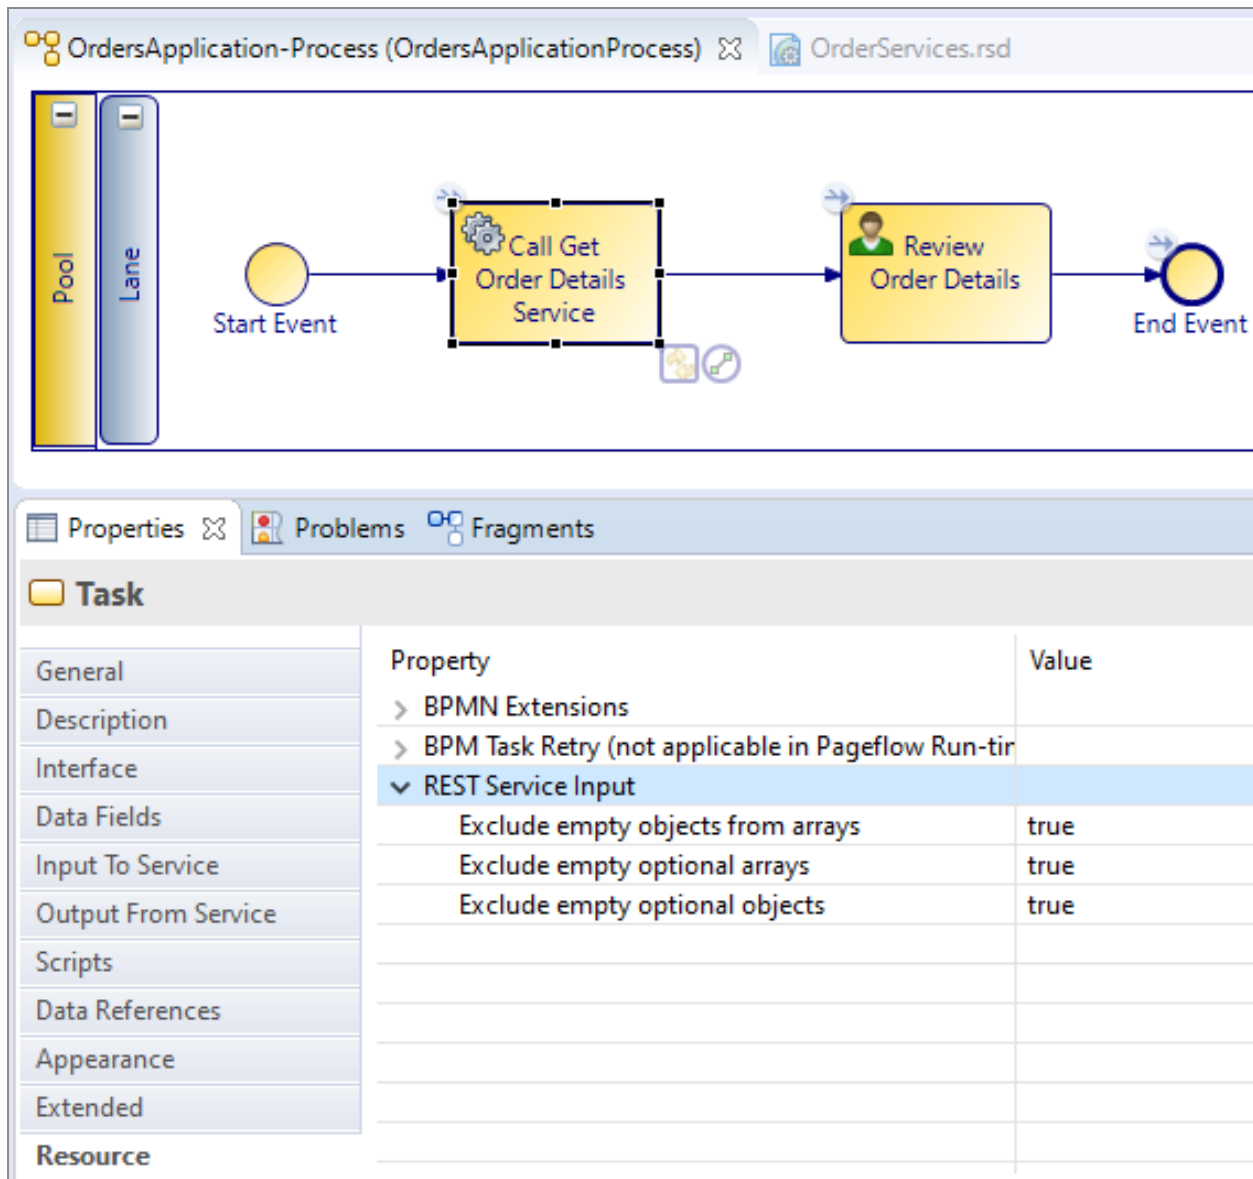 OrdersApplication-Process (OrdersApplicationProcess)
OrderServices.rsd
Pool
Lane
Start Event
Call Get
Order Details
Service
Review
Order Details
End Event
Properties
Problems
Fragments
Task
General
Description
Interface
Data Fields
Input To Service
Output From Service
Scripts
Data References
Appearance
Extended
Resource
Property Value
BPMN Extensions
BPM Task Retry (not applicable in Pageflow Run-tir
REST Service Input
Exclude empty objects from arrays true
Exclude empty optional arrays true
Exclude empty optional objects true